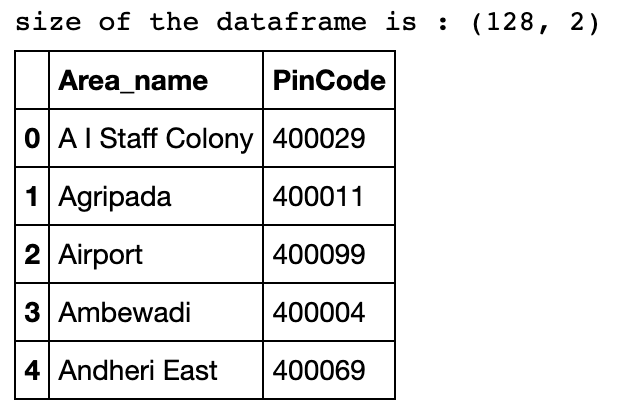 size of the dataframe is : (128, 2)
Area_name PinCode
0 A I Staff Colony 400029
1 Agripada 400011
2 Airport 400099
3 Ambewadi 400004
4 Andheri East 400069